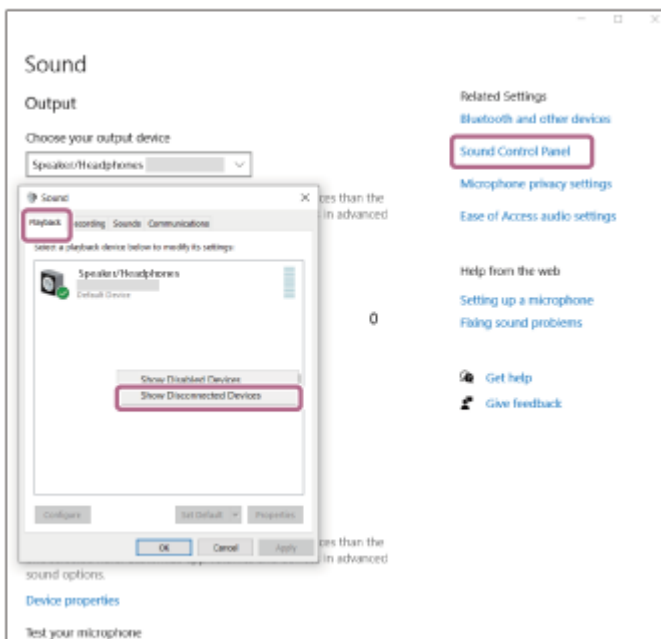 Sound
Output
Choose your output device
Speaker/Headphones
Sound
Playback Recording Sounds Communications
Select a playback device below to modify its settings:
Speaker/Headphones
Default Device
Show Disabled Devices
Show Disconnected Devices
Configure Set Default Properties
OK Cancel Apply
ces than the
in advanced
0
ces than the
in advanced
sound options.
Device properties
Test your microphone
Related Settings
Bluetooth and other devices
Sound Control Panel
Microphone privacy settings
Ease of Access audio settings
Help from the web
Setting up a microphone
Fixing sound problems
Get help
Give feedback